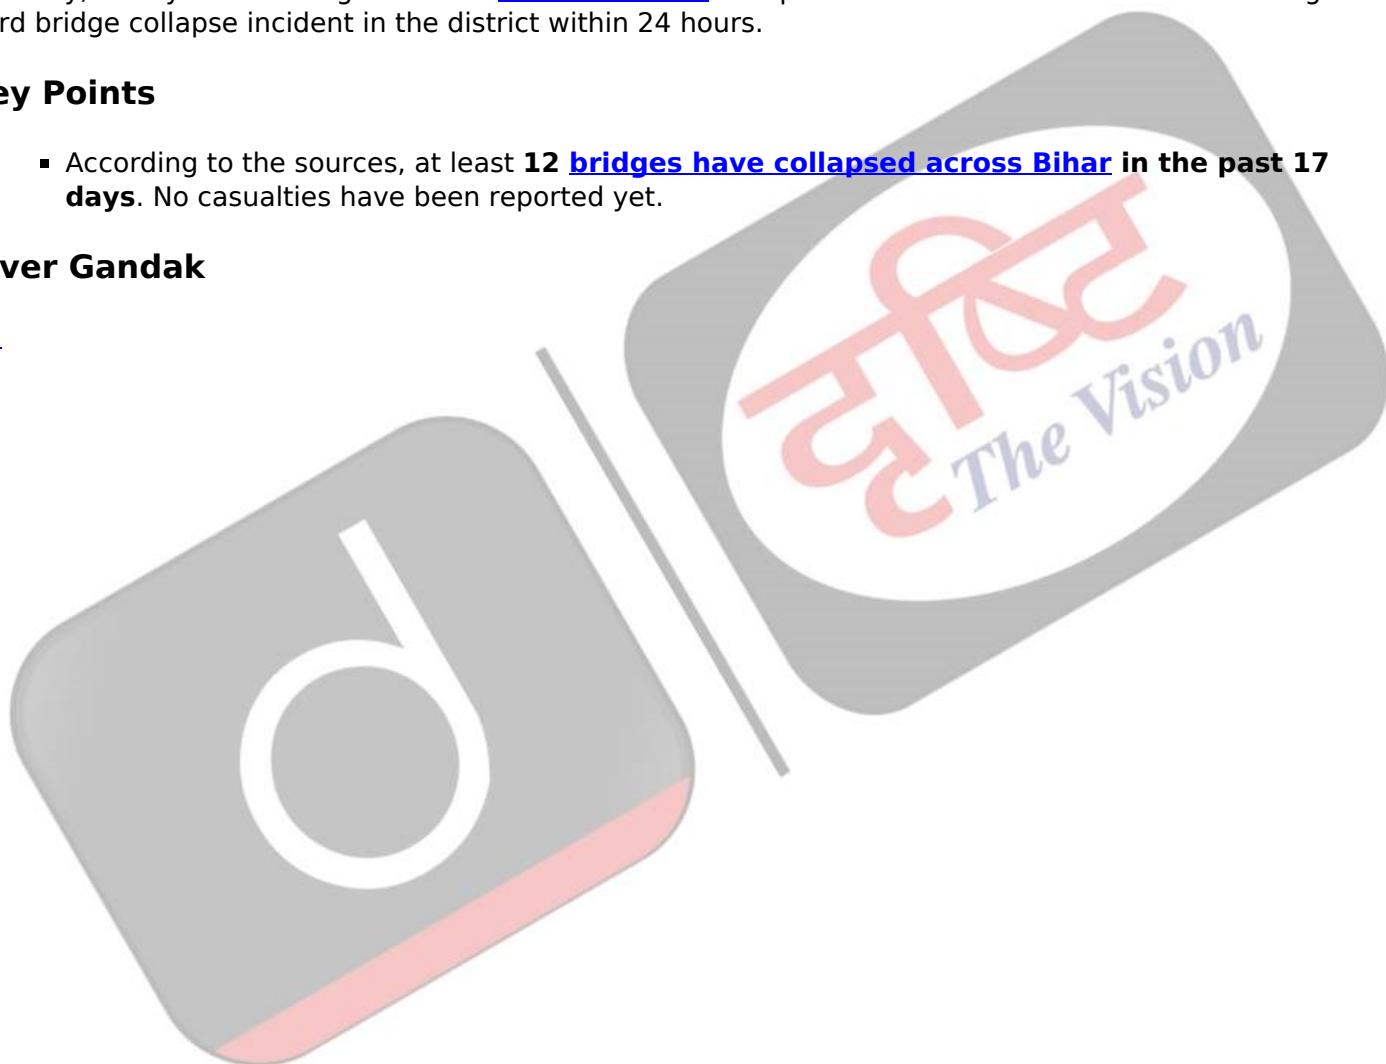 rd bridge collapse incident in the district within 24 hours.
ey Points
▪ According to the sources, at least 12 bridges have collapsed across Bihar in the past 17
days. No casualties have been reported yet.
ver Gandak
दृष्टि
The Vision
d